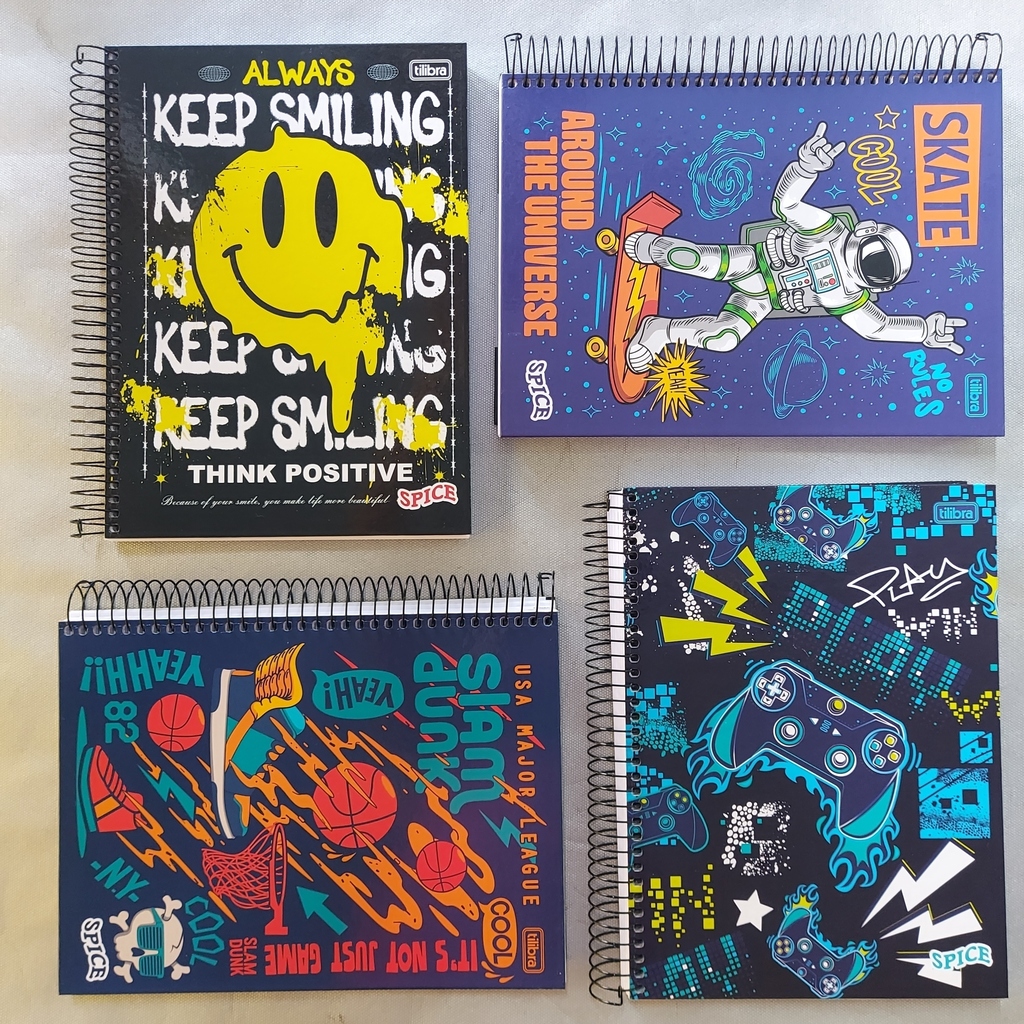 ALWAYS
tilibra
KEEP SMILING
KEEP SMILING
THINK POSITIVE
Because of your smile, you make life more beautiful
SPICE
SKATE
COOL
AROUND
THE UNIVERSE
YEAH!
NO
RULES
SPICE
tilibra
USA MAJOR LEAGUE
Slam
dunk
YEAH!
YEAHH!!
82
NY
COOL
COOL
SLAM
DUNK
IT'S NOT JUST GAME
SPICE
tilibra
tilibra
PLAY
WIN
Play
SPICE